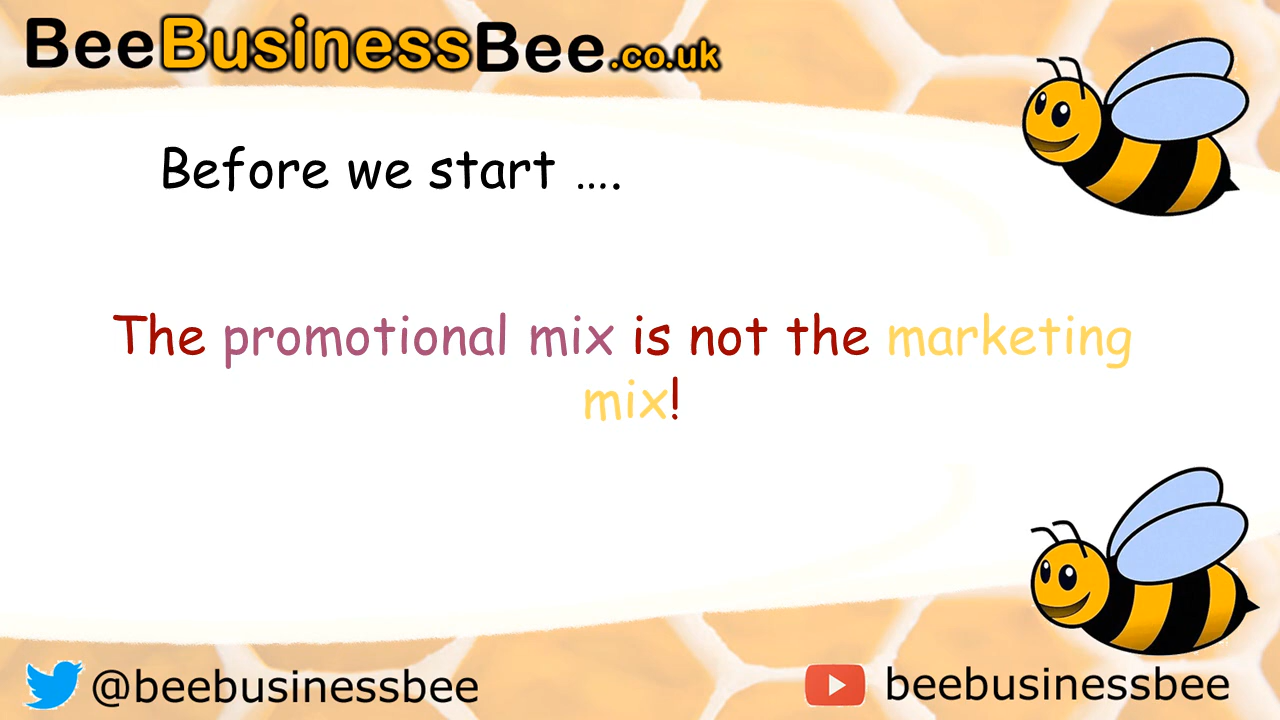 BeeBusinessBee.co.uk
Before we start ....
The promotional mix is not the marketing
mix!
@beebusinessbee
beebusinessbee